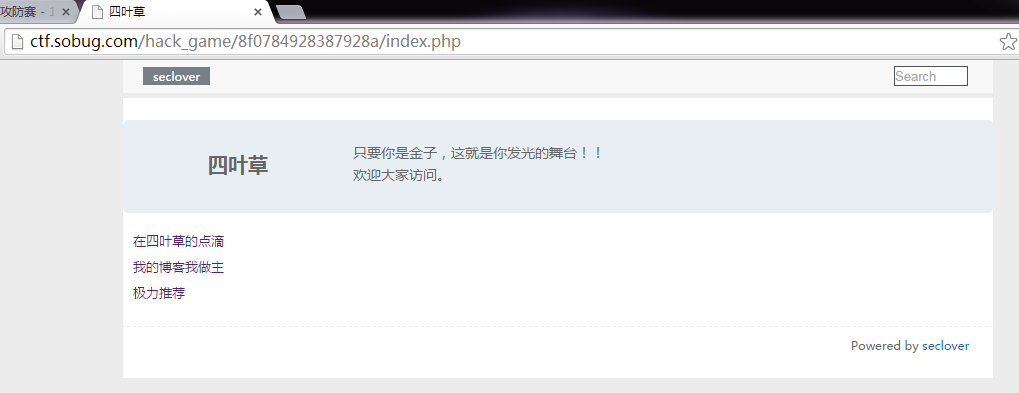 攻防赛 -
四叶草
ctf.sobug.com/hack_game/8f0784928387928a/index.php
seclover
Search
四叶草
只要你是金子，这就是你发光的舞台！！
欢迎大家访问。
在四叶草的点滴
我的博客我做主
极力推荐
Powered by seclover